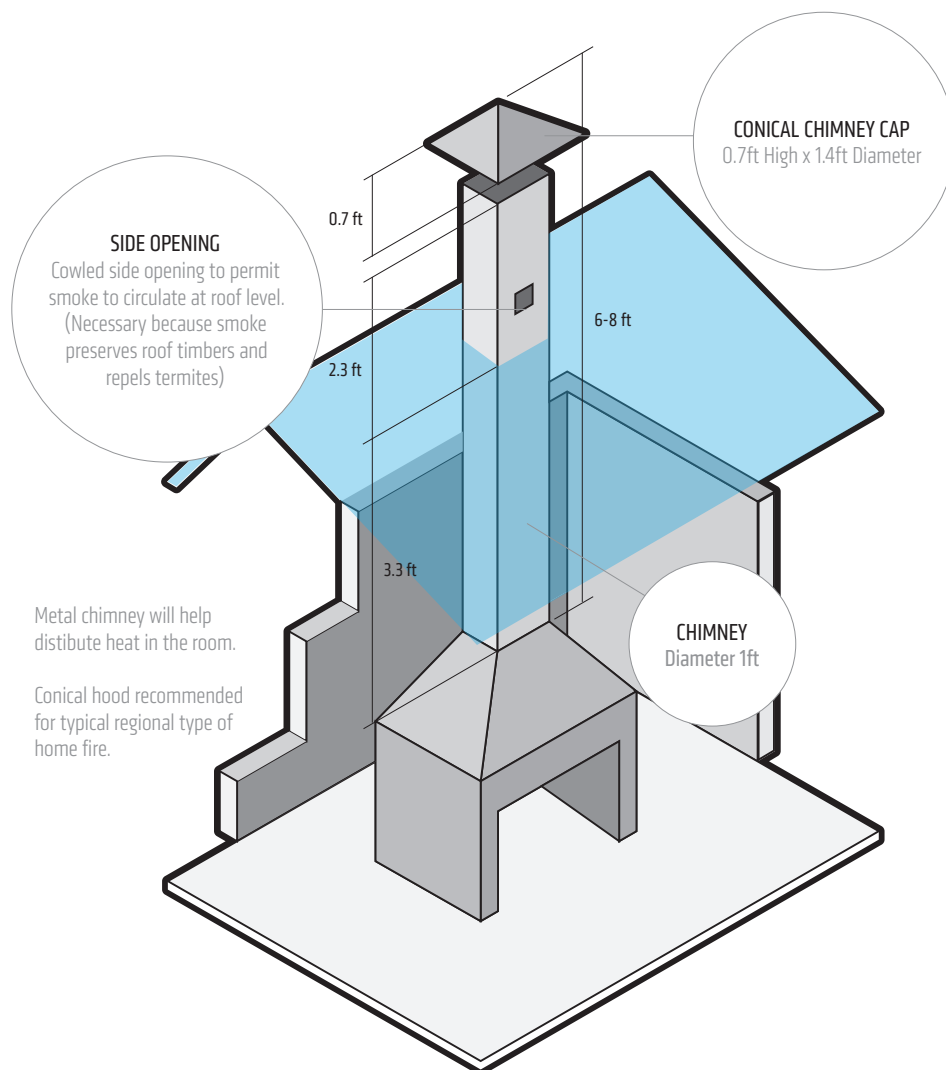 CONICAL CHIMNEY CAP
0.7ft High x 1.4ft Diameter
0.7 ft
SIDE OPENING
Cowled side opening to permit
smoke to circulate at roof level.
(Necessary because smoke
preserves roof timbers and
repels termites)
6-8 ft
2.3 ft
3.3 ft
Metal chimney will help
distibute heat in the room.
Conical hood recommended
for typical regional type of
home fire.
CHIMNEY
Diameter 1ft